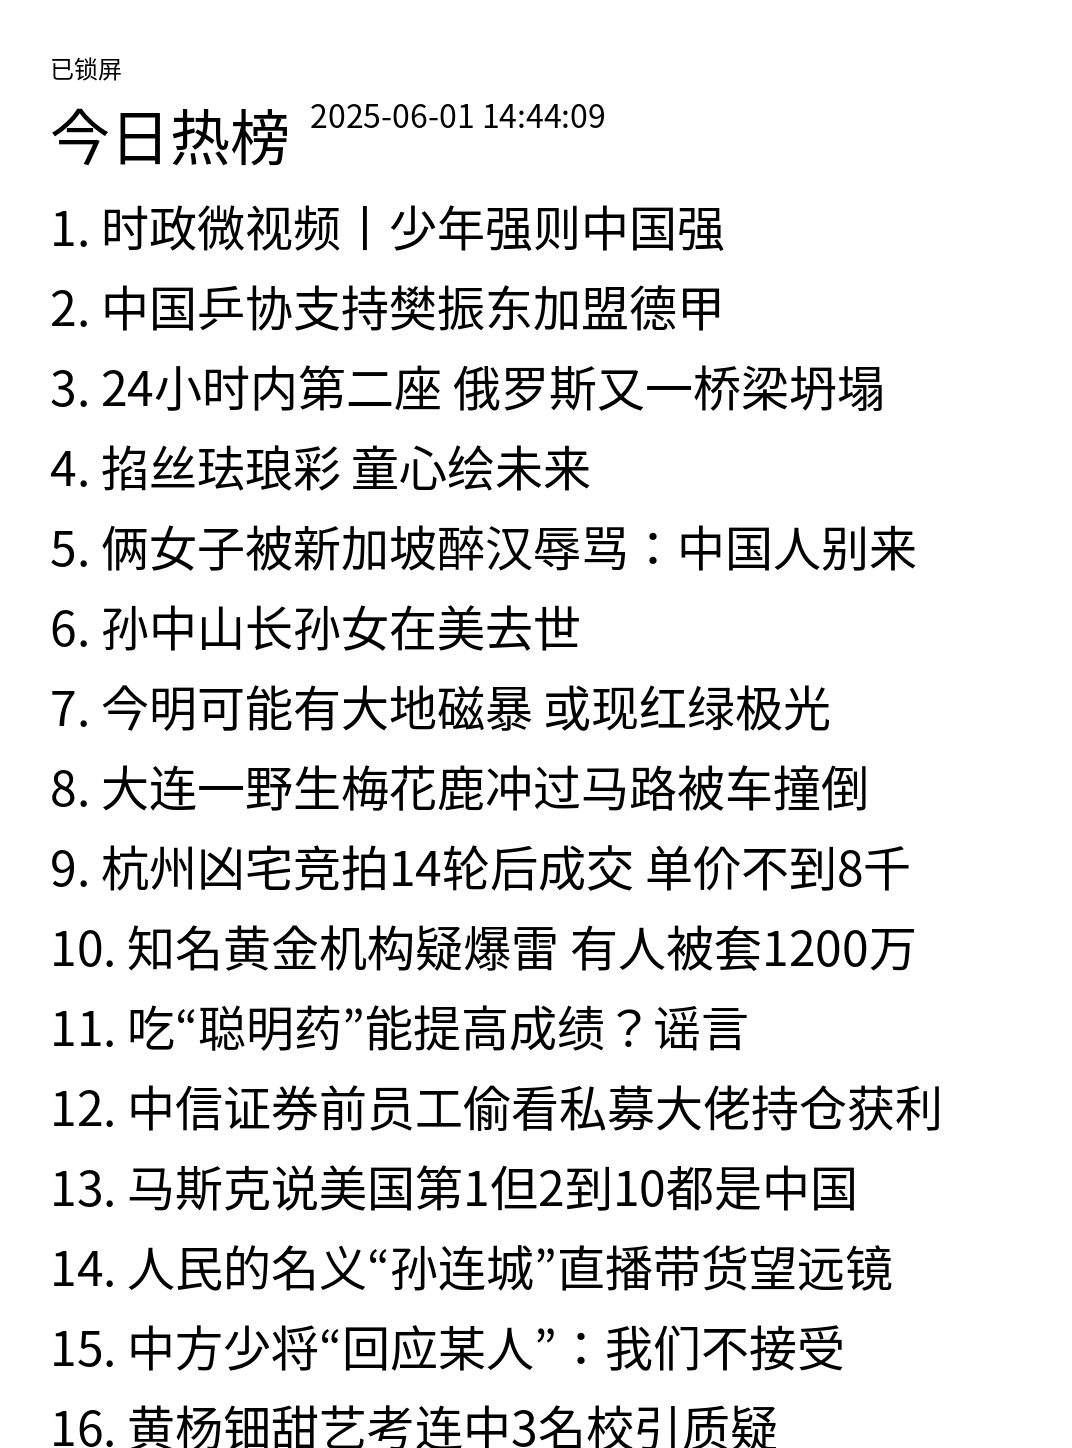 已锁屏
今日热榜 2025-06-01 14:44:09
1. 时政微视频丨少年强则中国强
2. 中国乒协支持樊振东加盟德甲
3. 24小时内第二座 俄罗斯又一桥梁坍塌
4. 掐丝珐琅彩 童心绘未来
5. 俩女子被新加坡醉汉辱骂：中国人别来
6. 孙中山长孙女在美去世
7. 今明可能有大地磁暴 或现红绿极光
8. 大连一野生梅花鹿冲过马路被车撞倒
9. 杭州凶宅竞拍14轮后成交 单价不到8千
10. 知名黄金机构疑爆雷 有人被套1200万
11. 吃“聪明药”能提高成绩？谣言
12. 中信证券前员工偷看私募大佬持仓获利
13. 马斯克说美国第1但2到10都是中国
14. 人民的名义“孙连城”直播带货望远镜
15. 中方少将“回应某人”：我们不接受
16. 黄杨钿甜艺考连中3名校引质疑